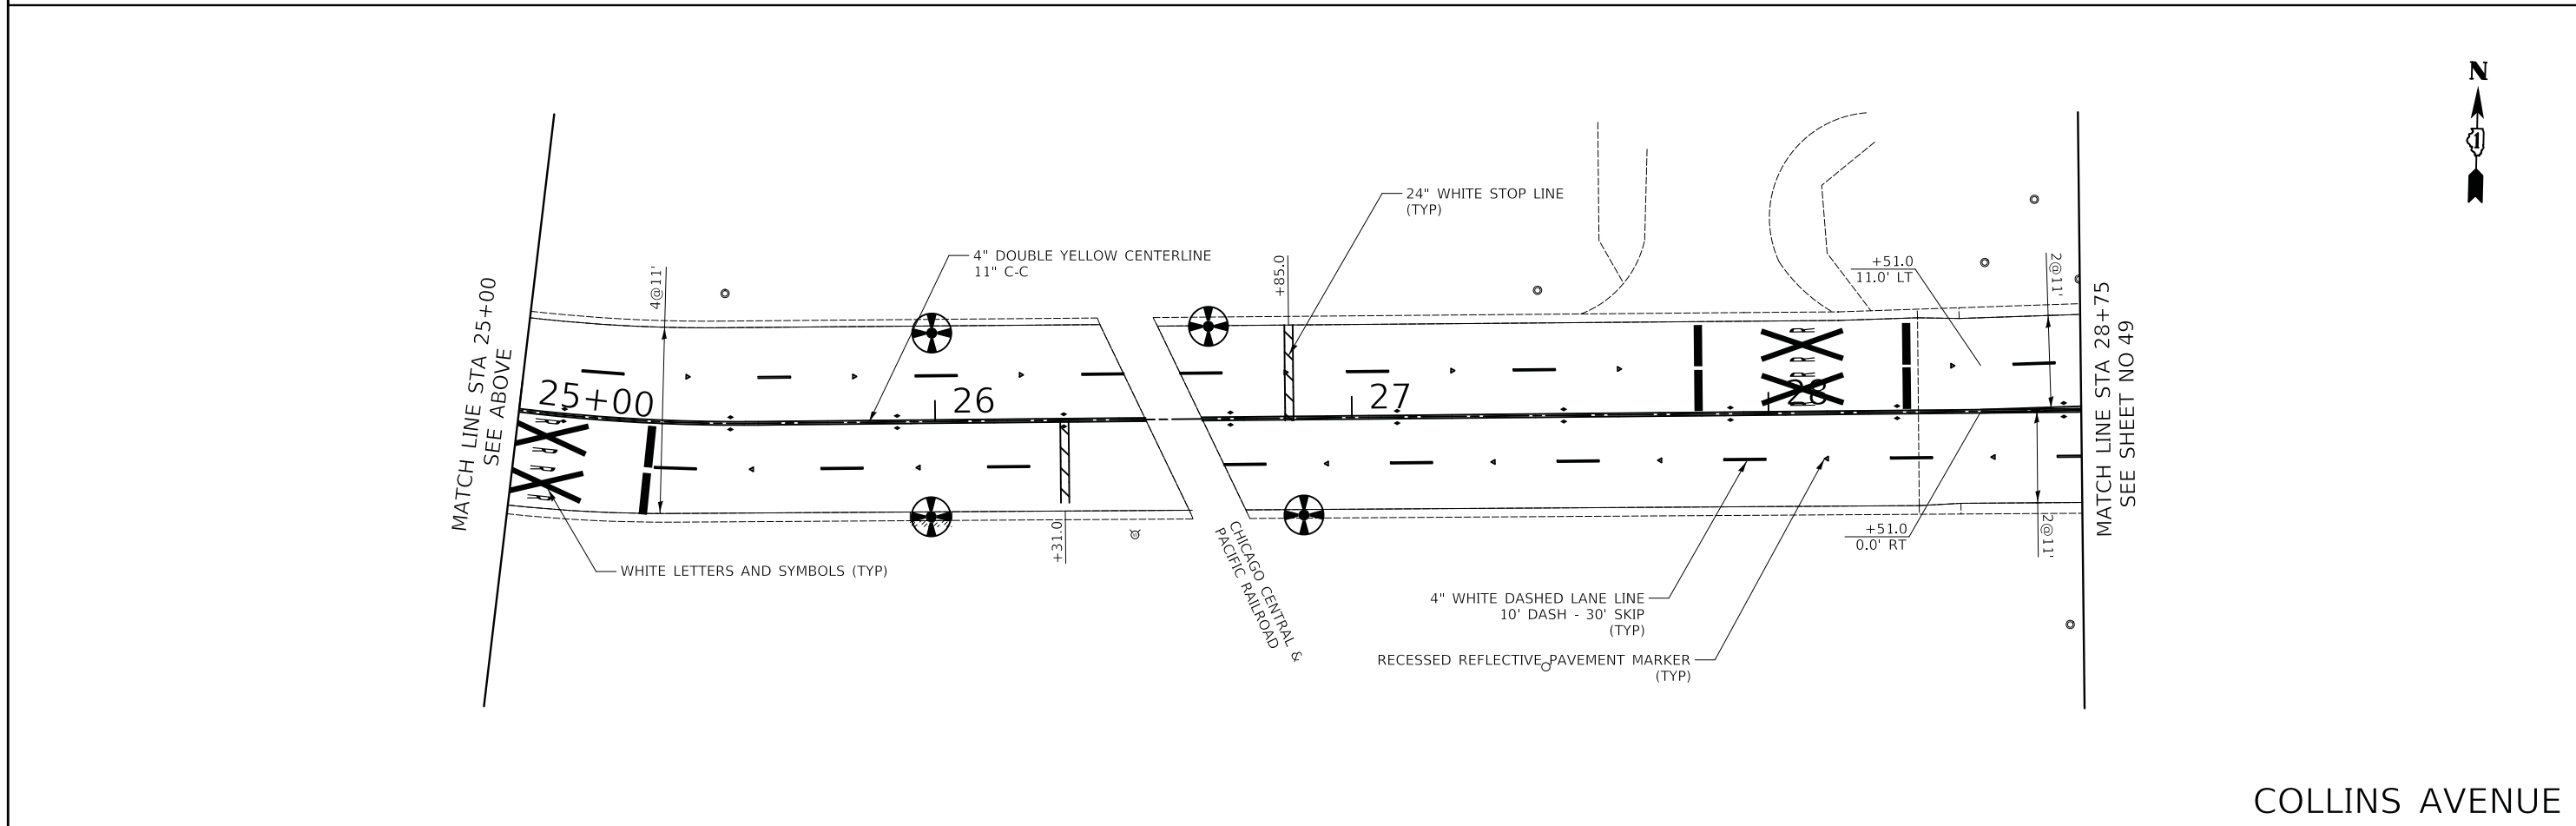 N
1
24" WHITE STOP LINE
(TYP)
4" DOUBLE YELLOW CENTERLINE
11" C-C
+85.0
4@11'
+51.0
11.0' LT
2@11'
MATCH LINE STA 25+00
SEE ABOVE
MATCH LINE STA 28+75
SEE SHEET NO 49
25+00
26
27
28
R R
R R
R R
R R
+31.0
CHICAGO CENTRAL &
PACIFIC RAILROAD
+51.0
0.0' RT
2@11'
WHITE LETTERS AND SYMBOLS (TYP)
4" WHITE DASHED LANE LINE
10' DASH - 30' SKIP
(TYP)
RECESSED REFLECTIVE PAVEMENT MARKER
(TYP)
COLLINS AVENUE